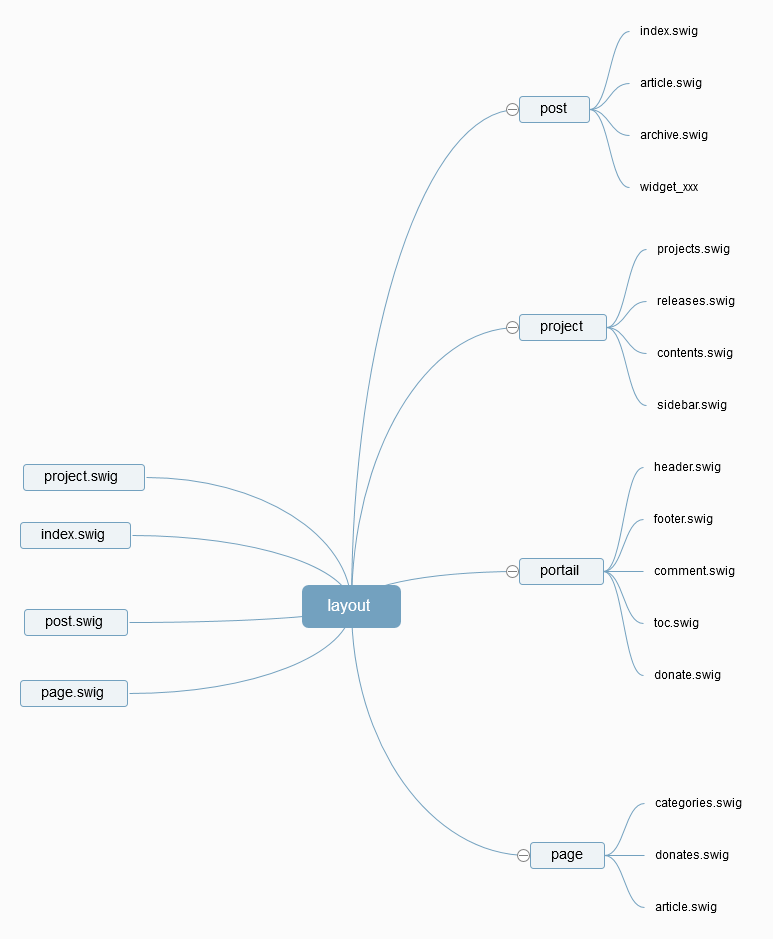 index.swig
article.swig
post
archive.swig
widget_xxx
projects.swig
releases.swig
project
contents.swig
sidebar.swig
header.swig
project.swig
footer.swig
index.swig
portail
comment.swig
layout
post.swig
toc.swig
donate.swig
page.swig
categories.swig
page
donates.swig
article.swig